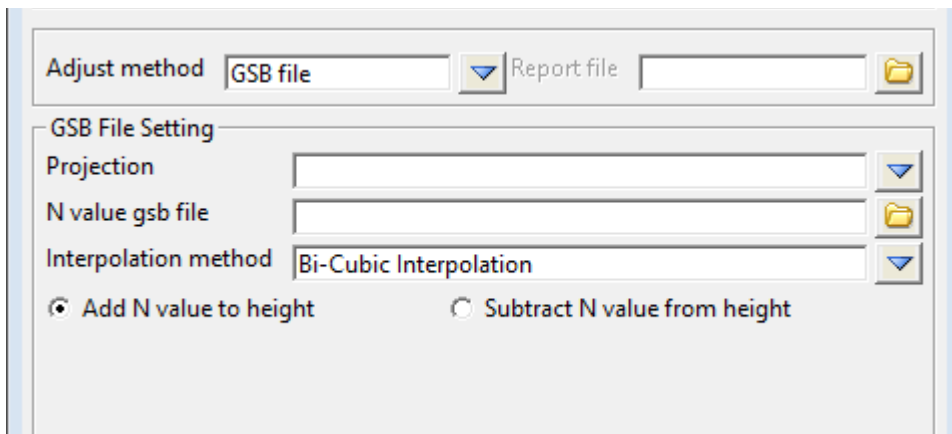 Adjust method GSB file Report file
GSB File Setting
Projection
N value gsb file
Interpolation method Bi-Cubic Interpolation
Add N value to height Subtract N value from height